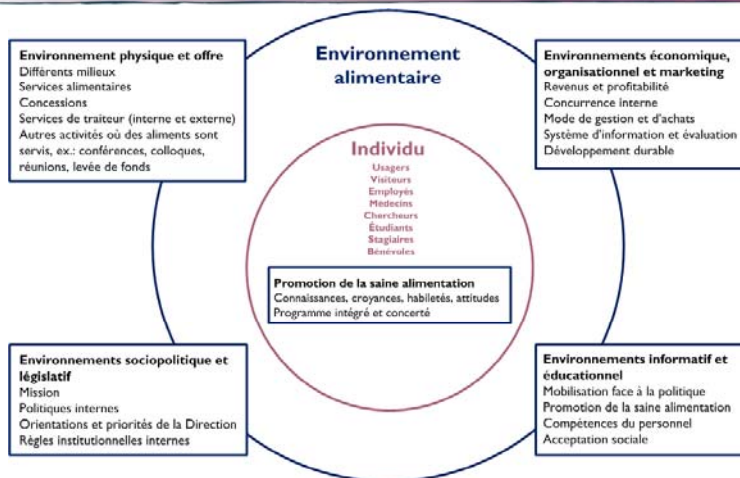 Environnement physique et offre
Différents milieux
Services alimentaires
Concessions
Services de traiteur (interne et externe)
Autres activités où des aliments sont
servis, ex.: conférences, colloques,
réunions, levée de fonds
Environnement
alimentaire
Environnements économique,
organisationnel et marketing
Revenus et profitabilité
Concurrence interne
Mode de gestion et d'achats
Système d'information et évaluation
Développement durable
Individu
Usagers
Visiteurs
Employés
Médecins
Chercheurs
Étudiants
Stagiaires
Bénévoles
Promotion de la saine alimentation
Connaissances, croyances, habiletés, attitudes
Programme intégré et concerté
Environnements sociopolitique et
législatif
Mission
Politiques internes
Orientations et priorités de la Direction
Règles institutionnelles internes
Environnements informatif et
éducationnel
Mobilisation face à la politique
Promotion de la saine alimentation
Compétences du personnel
Acceptation sociale